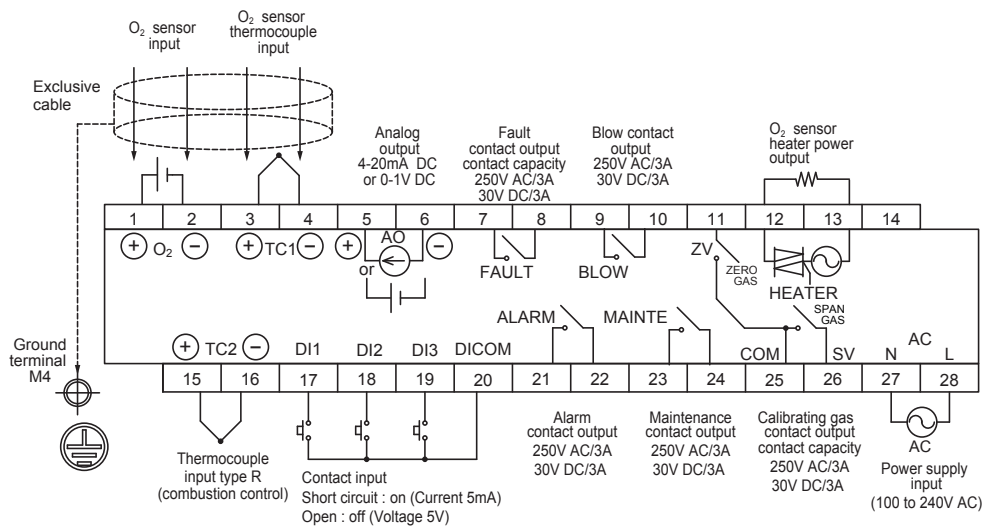 O2 sensor
input
O2 sensor
thermocouple
input
Exclusive
cable
Analog
output
4-20mA DC
or 0-1V DC
Fault
contact output
contact capacity
250V AC/3A
30V DC/3A
Blow contact
output
250V AC/3A
30V DC/3A
O2 sensor
heater power
output
1 2 3 4 5 6 7 8 9 10 11 12 13 14
+ O2 − + TC1 − + AO −
or
FAULT
BLOW
ZV
ZERO
GAS
HEATER
SPAN
GAS
ALARM
MAINTE
Ground
terminal
M4
+ TC2 − DI1 DI2 DI3 DICOM
COM SV N AC L
15 16 17 18 19 20 21 22 23 24 25 26 27 28
Thermocouple
input type R
(combustion control)
Contact input
Short circuit : on (Current 5mA)
Open : off (Voltage 5V)
Alarm
contact output
250V AC/3A
30V DC/3A
Maintenance
contact output
250V AC/3A
30V DC/3A
Calibrating gas
contact output
contact capacity
250V AC/3A
30V DC/3A
AC
Power supply
input
(100 to 240V AC)